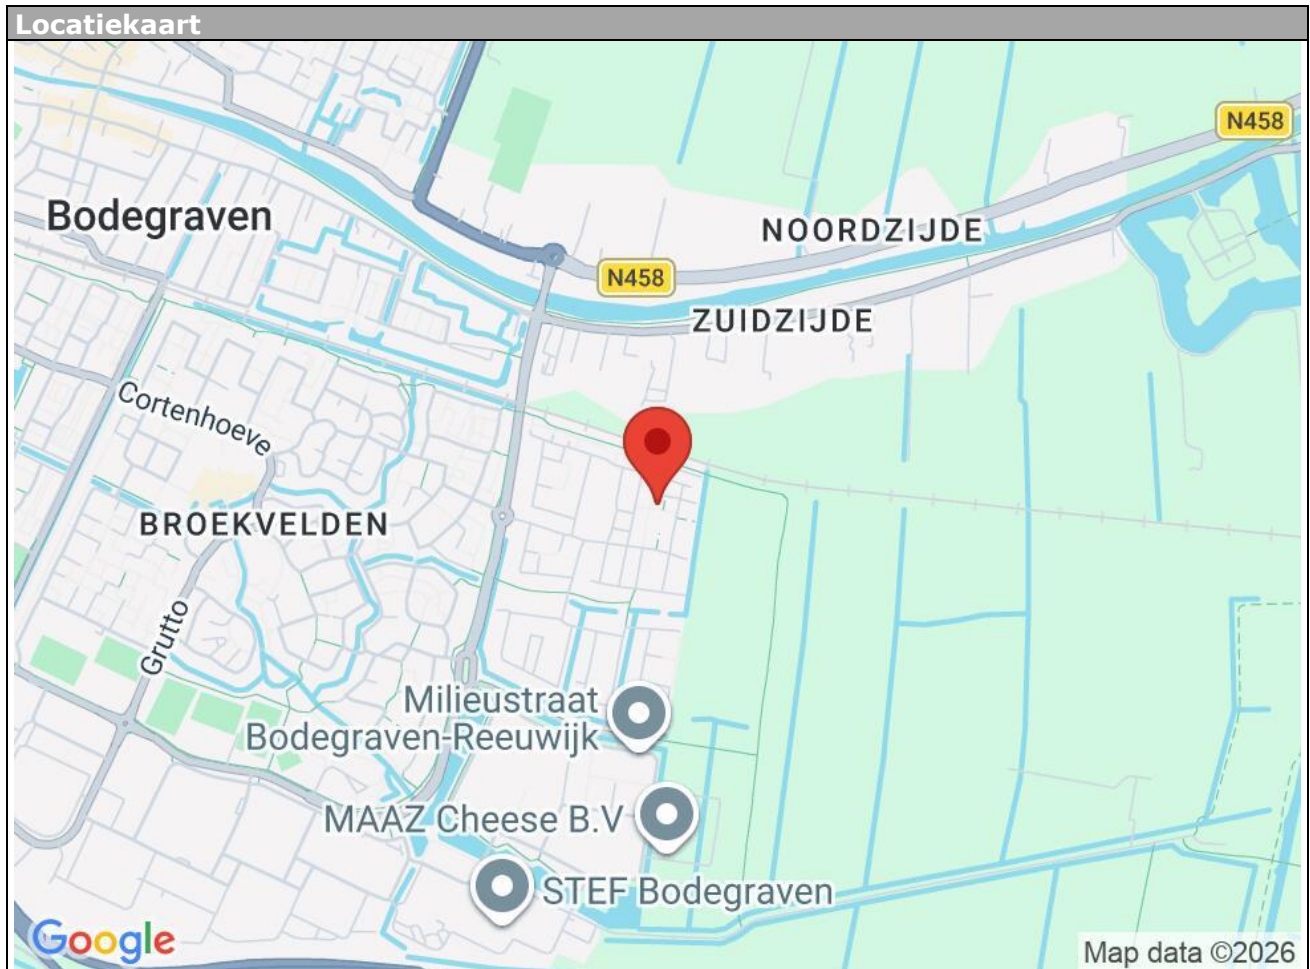 Locatiekaart
N458
Bodegraven
NOORDZIJDE
N458
ZUIDZIJDE
Cortenhoeve
BROEKVELDEN
Grutto
Milieustraat
Bodegraven-Reeuwijk
MAAZ Cheese B.V
STEF Bodegraven
Google
Map data ©2026